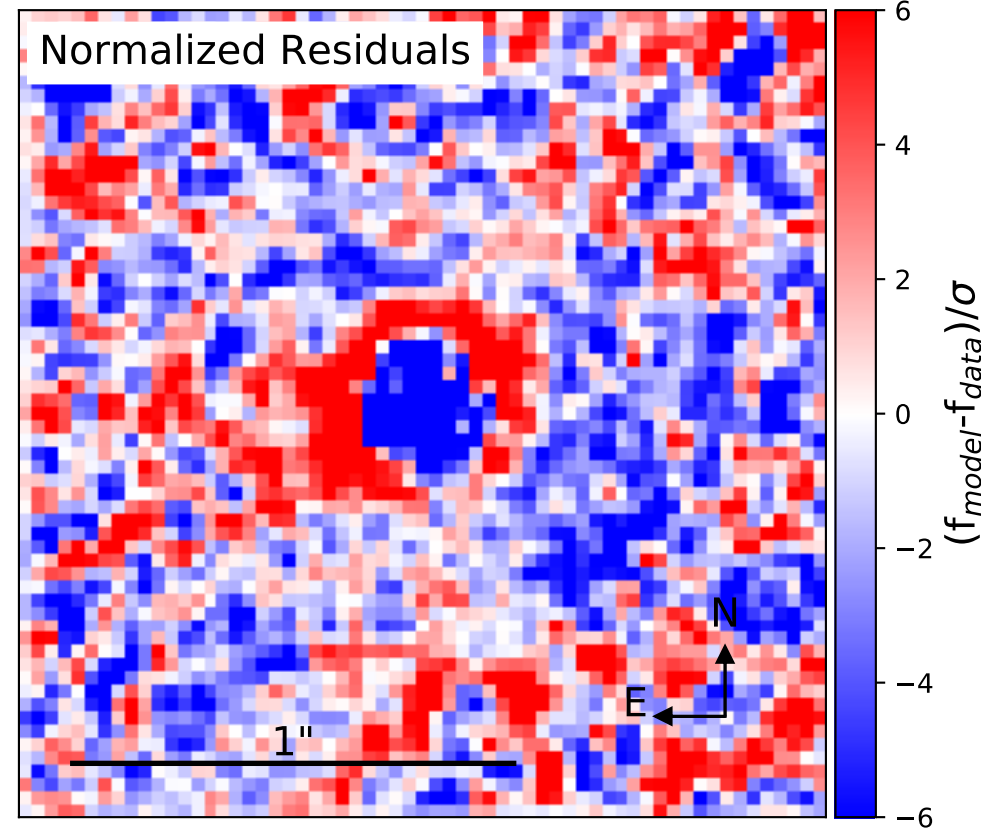 Normalized Residuals
6
4
2
0
−2
−4
−6
(f_model-f_data)/σ
N
E
1"